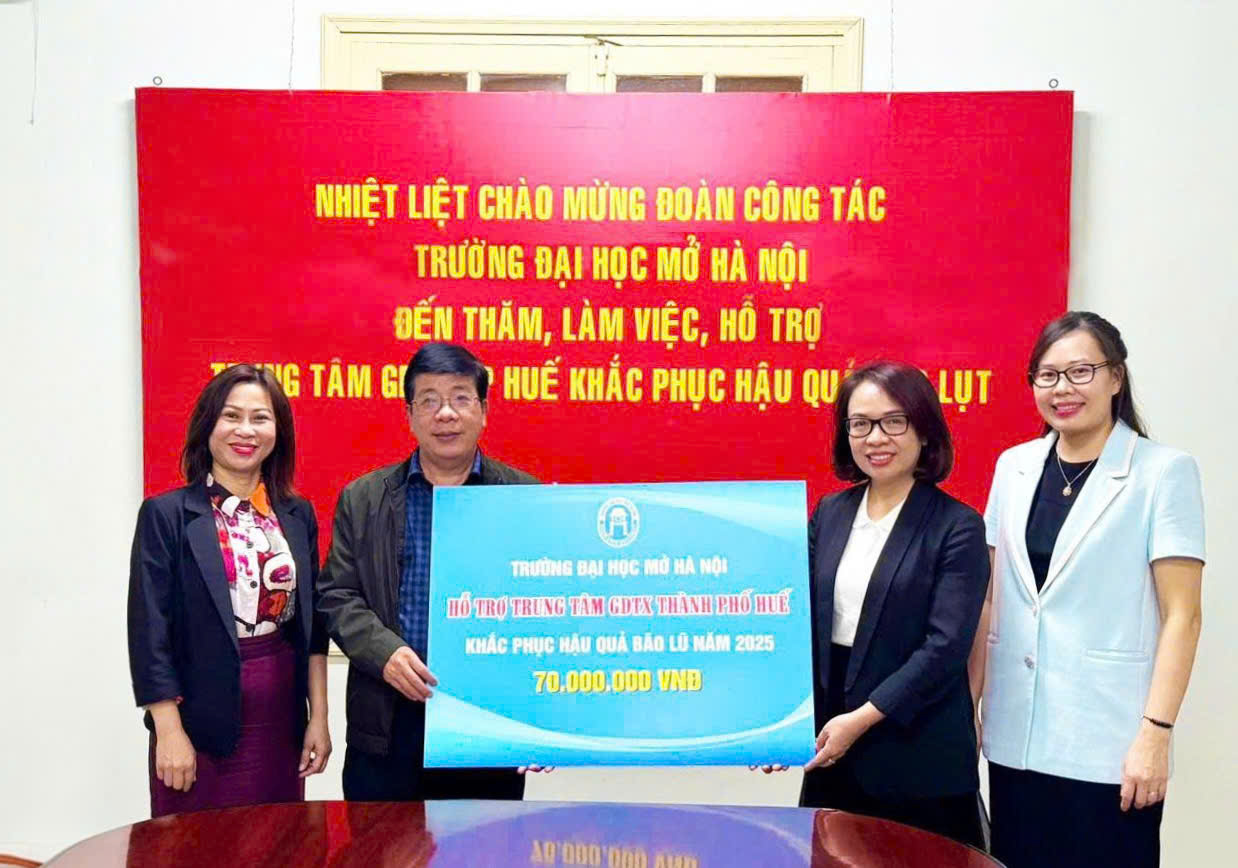 NHIỆT LIỆT CHÀO MỪNG ĐOÀN CÔNG TÁC
TRƯỜNG ĐẠI HỌC MỞ HÀ NỘI
ĐẾN THĂM, LÀM VIỆC, HỖ TRỢ
TÂM HUẾ KHẮC PHỤC HẬU LỤT
TRƯỜNG ĐẠI HỌC MỞ HÀ NỘI
HỖ TRỢ TRUNG TÂM GDTX THÀNH PHỐ HUẾ
KHẮC PHỤC HẬU QUẢ BÃO LŨ NĂM 2025
70.000.000 VNĐ